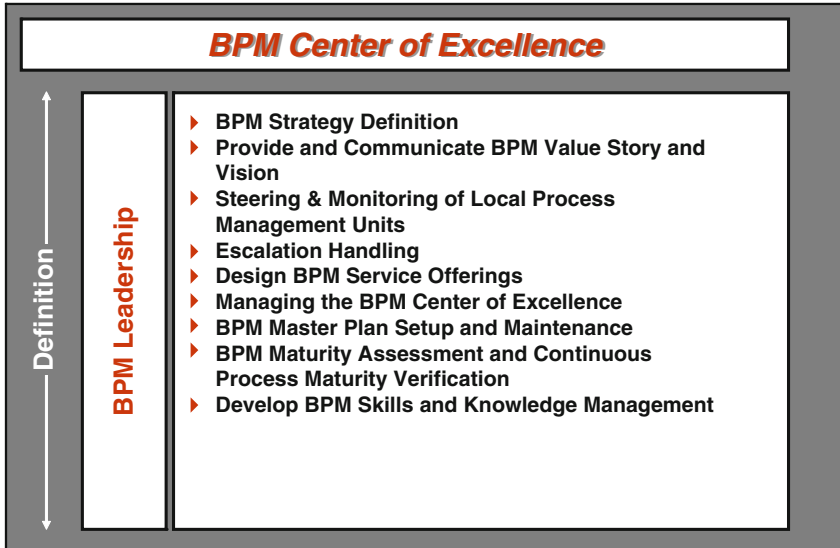 BPM Center of Excellence
Definition
BPM Leadership
BPM Strategy Definition
Provide and Communicate BPM Value Story and
Vision
Steering & Monitoring of Local Process
Management Units
Escalation Handling
Design BPM Service Offerings
Managing the BPM Center of Excellence
BPM Master Plan Setup and Maintenance
BPM Maturity Assessment and Continuous
Process Maturity Verification
Develop BPM Skills and Knowledge Management